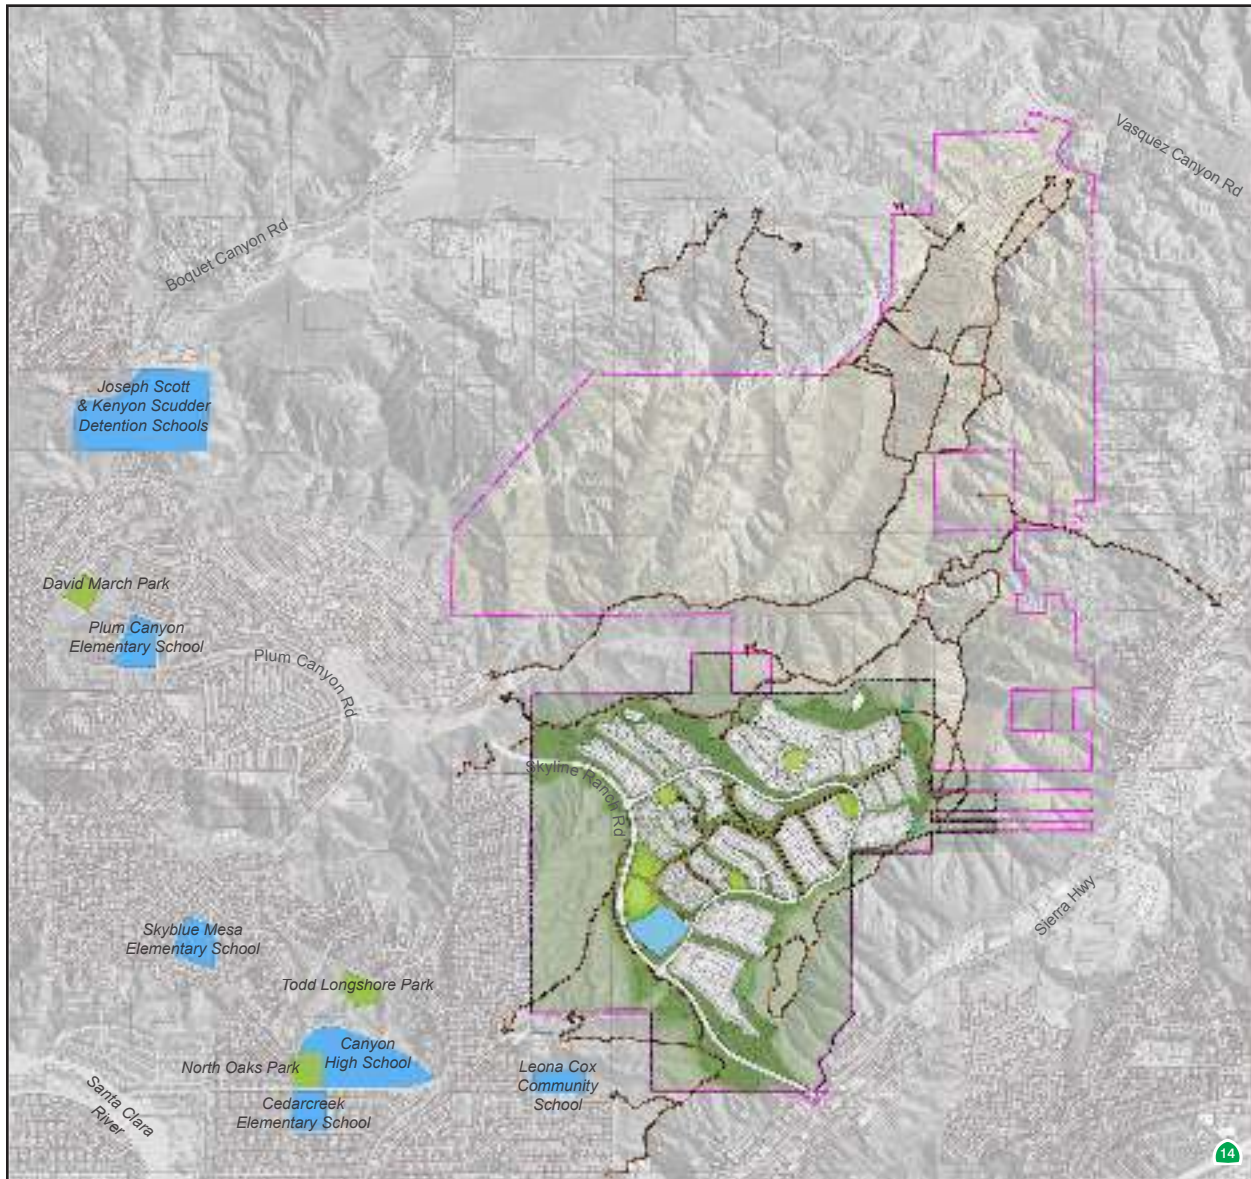 Vasquez Canyon Rd
Boquet Canyon Rd
Joseph Scott
& Kenyon Scudder
Detention Schools
David March Park
Plum Canyon
Elementary School
Plum Canyon Rd
Skyline Ranch Rd
Sierra Hwy
Skyblue Mesa
Elementary School
Todd Longshore Park
Canyon
High School
North Oaks Park
Leona Cox
Community
School
Cedarcreek
Elementary School
Santa Clara
River
14